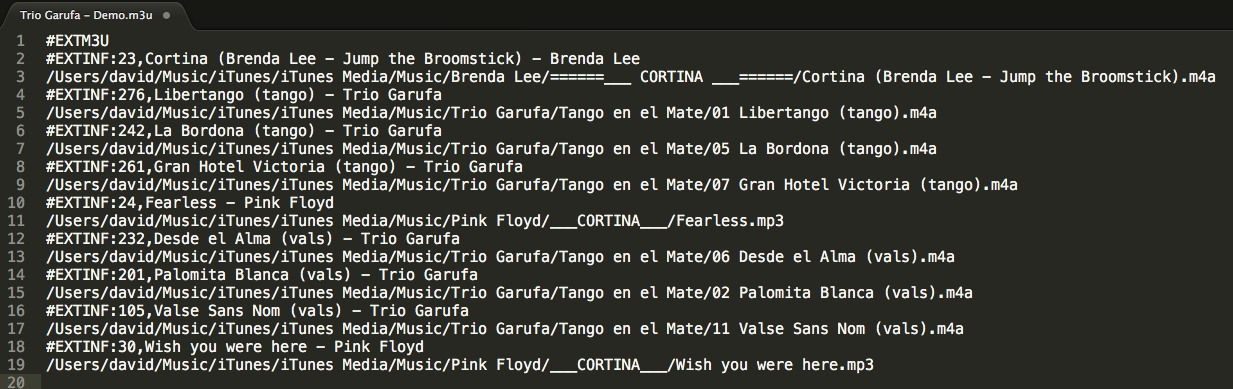 Trio Garufa - Demo.m3u
1 #EXTM3U
2 #EXTINF:23,Cortina (Brenda Lee - Jump the Broomstick) - Brenda Lee
3 /Users/david/Music/iTunes/iTunes Media/Music/Brenda Lee/======___ CORTINA ___======/Cortina (Brenda Lee - Jump the Broomstick).m4a
4 #EXTINF:276,Libertango (tango) - Trio Garufa
5 /Users/david/Music/iTunes/iTunes Media/Music/Trio Garufa/Tango en el Mate/01 Libertango (tango).m4a
6 #EXTINF:242,La Bordona (tango) - Trio Garufa
7 /Users/david/Music/iTunes/iTunes Media/Music/Trio Garufa/Tango en el Mate/05 La Bordona (tango).m4a
8 #EXTINF:261,Gran Hotel Victoria (tango) - Trio Garufa
9 /Users/david/Music/iTunes/iTunes Media/Music/Trio Garufa/Tango en el Mate/07 Gran Hotel Victoria (tango).m4a
10 #EXTINF:24,Fearless - Pink Floyd
11 /Users/david/Music/iTunes/iTunes Media/Music/Pink Floyd/___CORTINA___/Fearless.mp3
12 #EXTINF:232,Desde el Alma (vals) - Trio Garufa
13 /Users/david/Music/iTunes/iTunes Media/Music/Trio Garufa/Tango en el Mate/06 Desde el Alma (vals).m4a
14 #EXTINF:201,Palomita Blanca (vals) - Trio Garufa
15 /Users/david/Music/iTunes/iTunes Media/Music/Trio Garufa/Tango en el Mate/02 Palomita Blanca (vals).m4a
16 #EXTINF:105,Valse Sans Nom (vals) - Trio Garufa
17 /Users/david/Music/iTunes/iTunes Media/Music/Trio Garufa/Tango en el Mate/11 Valse Sans Nom (vals).m4a
18 #EXTINF:30,Wish you were here - Pink Floyd
19 /Users/david/Music/iTunes/iTunes Media/Music/Pink Floyd/___CORTINA___/Wish you were here.mp3
20